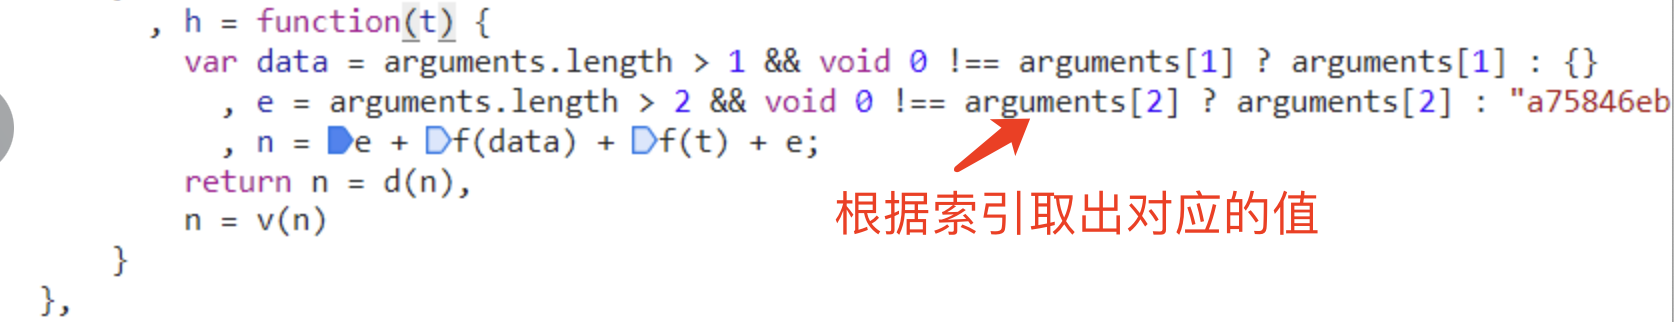 , h = function(t) {
var data = arguments.length > 1 && void 0 !== arguments[1] ? arguments[1] : {}
, e = arguments.length > 2 && void 0 !== arguments[2] ? arguments[2] : "a75846eb
, n = e + f(data) + f(t) + e;
return n = d(n),
n = v(n)
根据索引取出对应的值
}
},